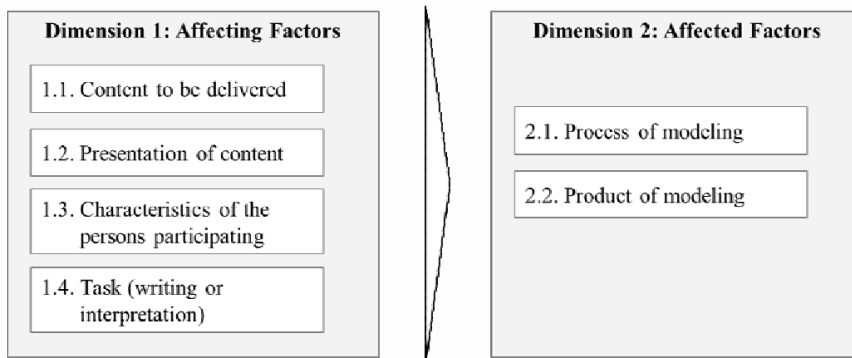 Dimension 1: Affecting Factors
1.1. Content to be delivered
1.2. Presentation of content
1.3. Characteristics of the
persons participating
1.4. Task (writing or
interpretation)
Dimension 2: Affected Factors
2.1. Process of modeling
2.2. Product of modeling